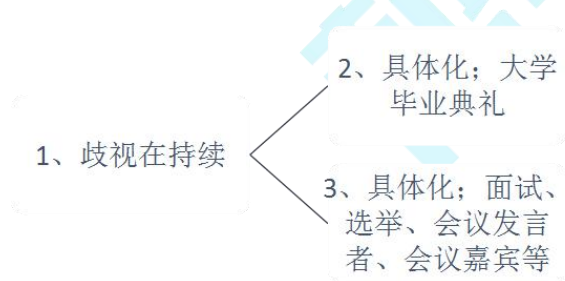 1、歧视在持续
2、具体化；大学
毕业典礼
3、具体化；面试、
选举、会议发言
者、会议嘉宾等